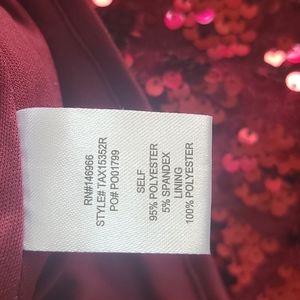 RN#146966
STYLE# TAX15352R
PO# PO01799
SELF
95% POLYESTER
5% SPANDEX
LINING
100% POLYESTER